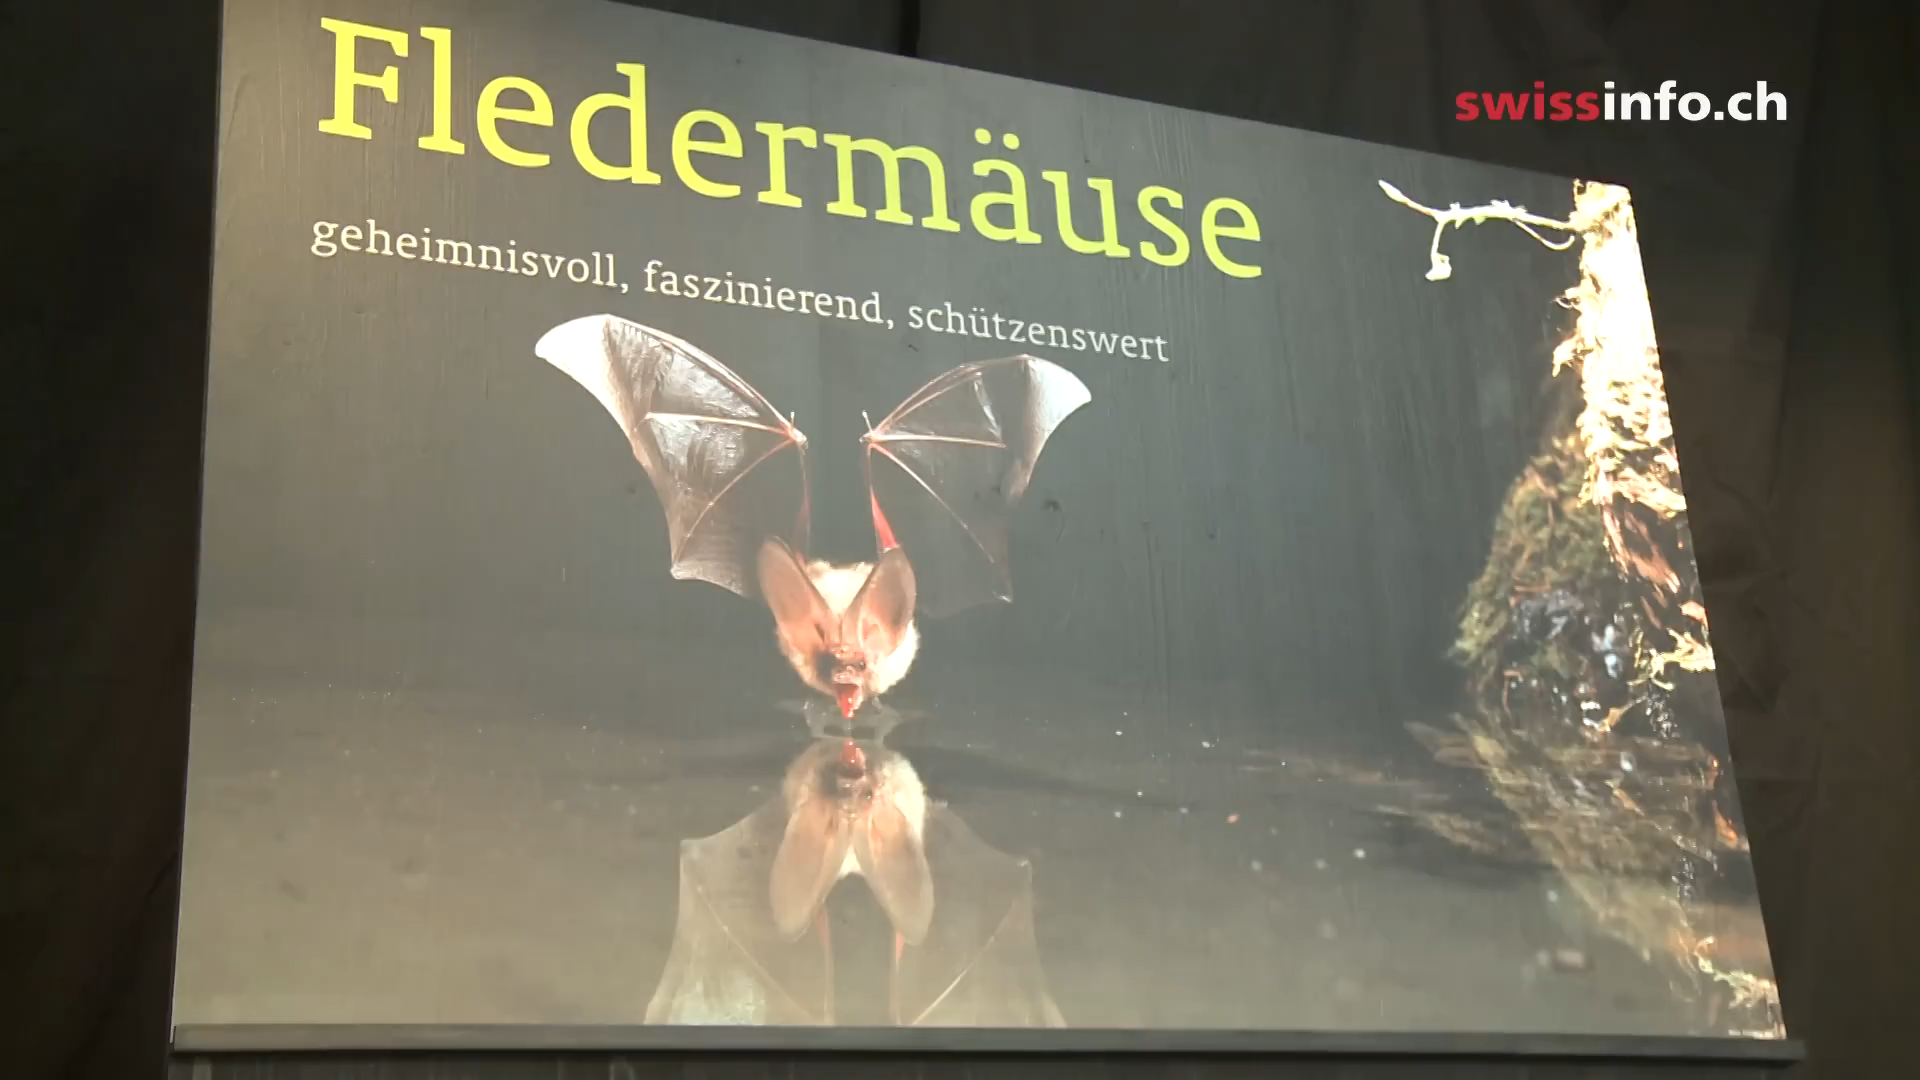 swissinfo.ch
Fledermäuse
geheimnisvoll, faszinierend, schützenswert